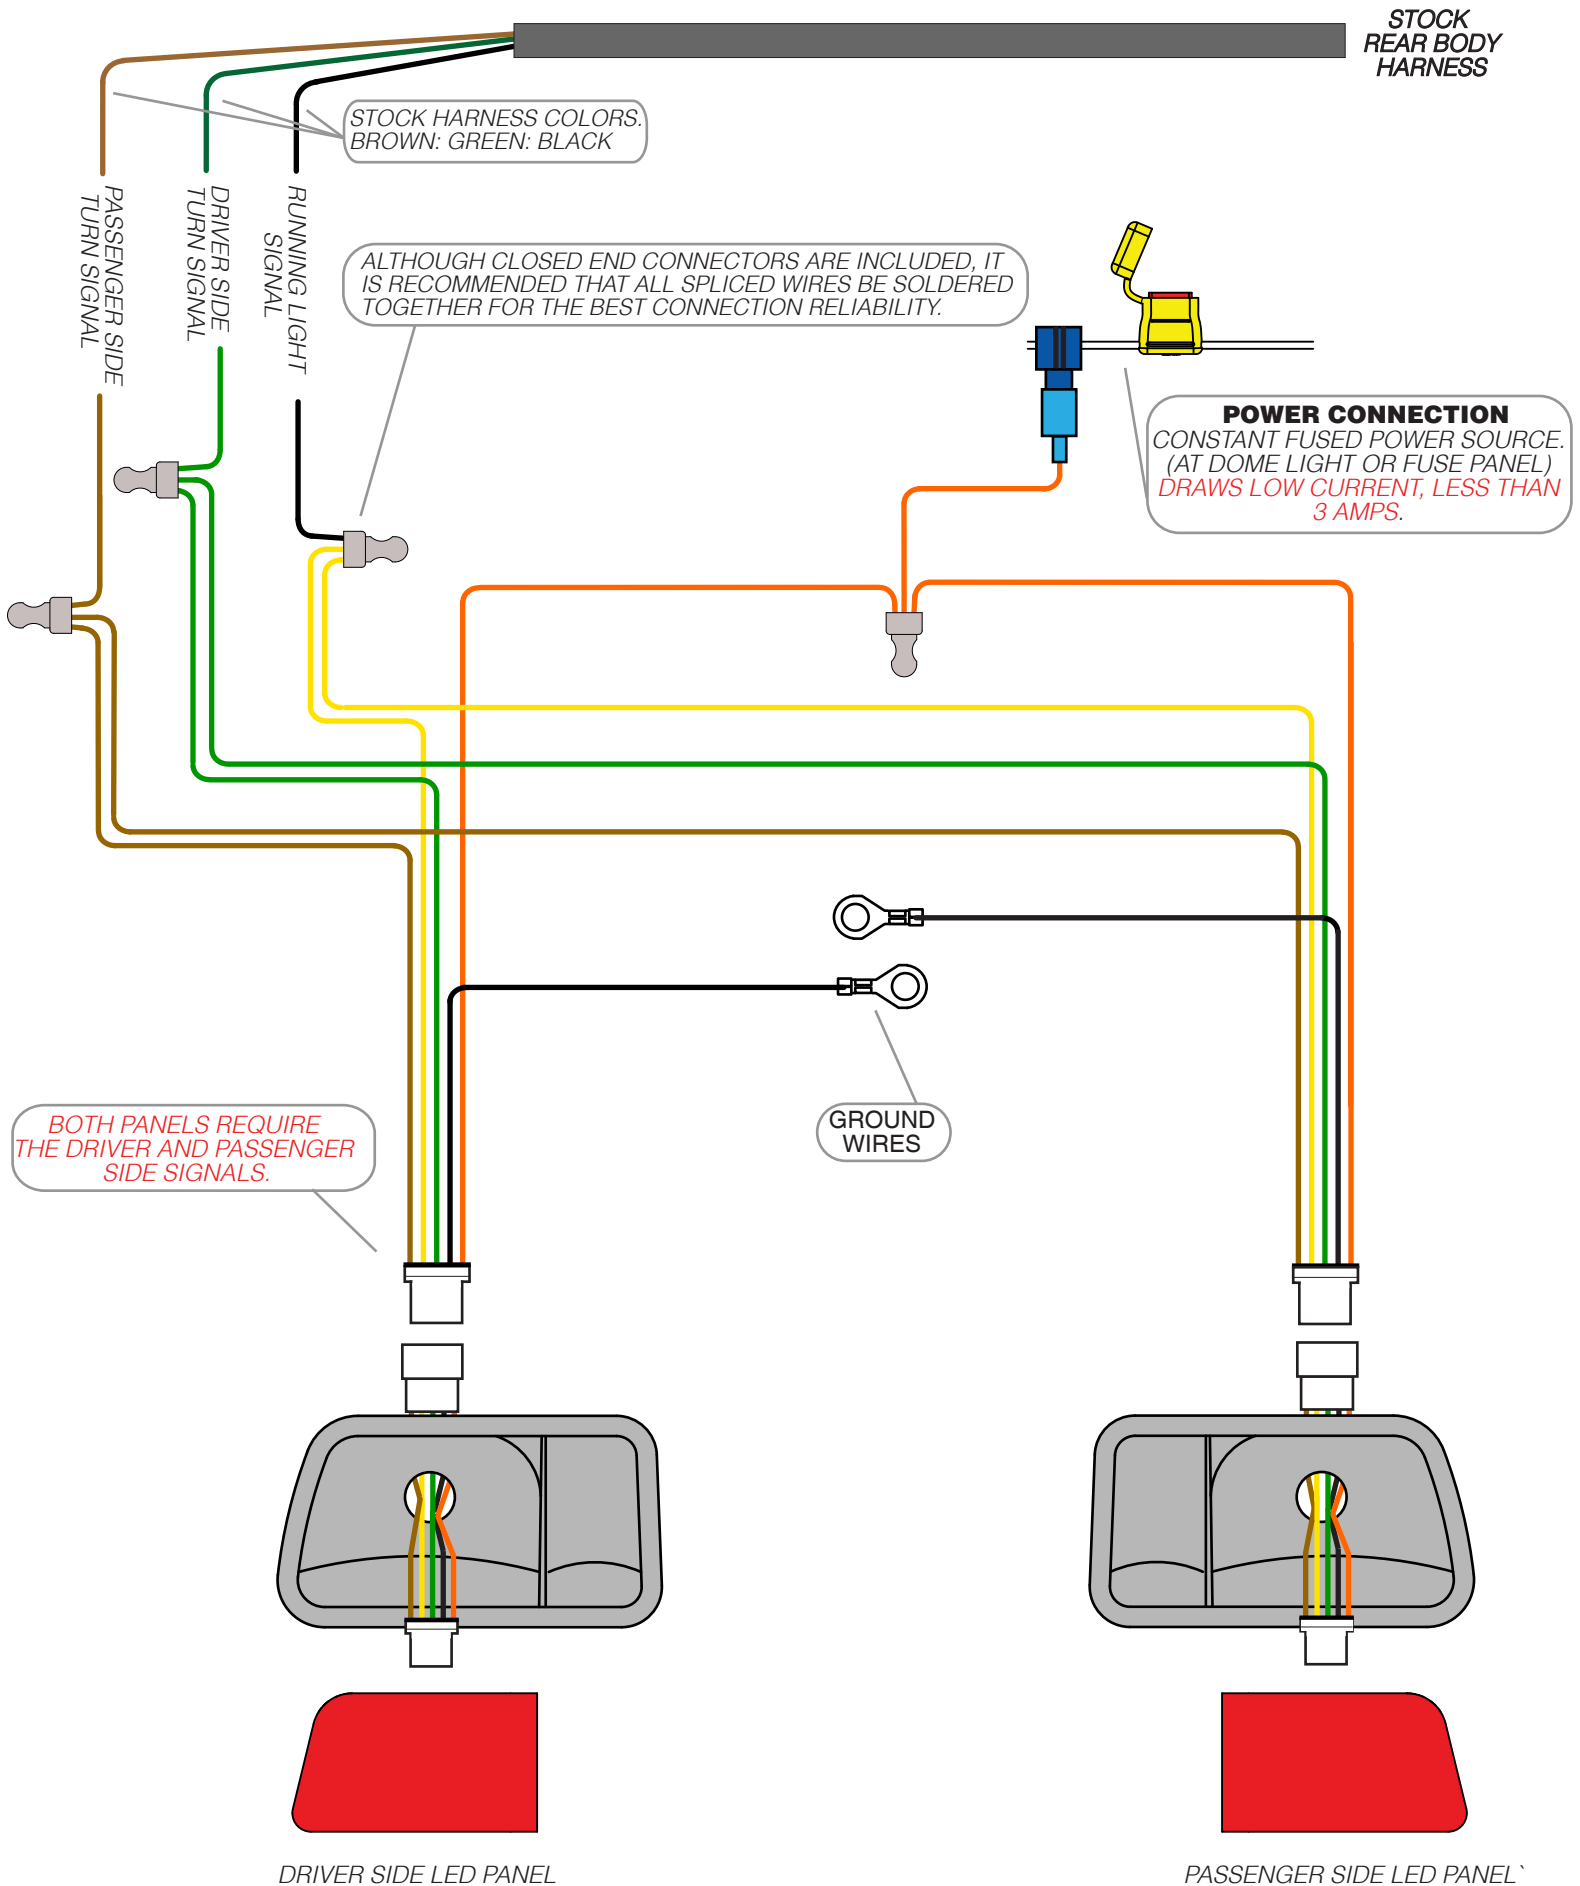 STOCK
REAR BODY
HARNESS
STOCK HARNESS COLORS.
BROWN: GREEN: BLACK
PASSENGER SIDE
TURN SIGNAL
DRIVER SIDE
TURN SIGNAL
RUNNING LIGHT
SIGNAL
ALTHOUGH CLOSED END CONNECTORS ARE INCLUDED, IT
IS RECOMMENDED THAT ALL SPLICED WIRES BE SOLDERED
TOGETHER FOR THE BEST CONNECTION RELIABILITY.
POWER CONNECTION
CONSTANT FUSED POWER SOURCE.
(AT DOME LIGHT OR FUSE PANEL)
DRAWS LOW CURRENT, LESS THAN
3 AMPS.
GROUND
WIRES
BOTH PANELS REQUIRE
THE DRIVER AND PASSENGER
SIDE SIGNALS.
DRIVER SIDE LED PANEL
PASSENGER SIDE LED PANEL`